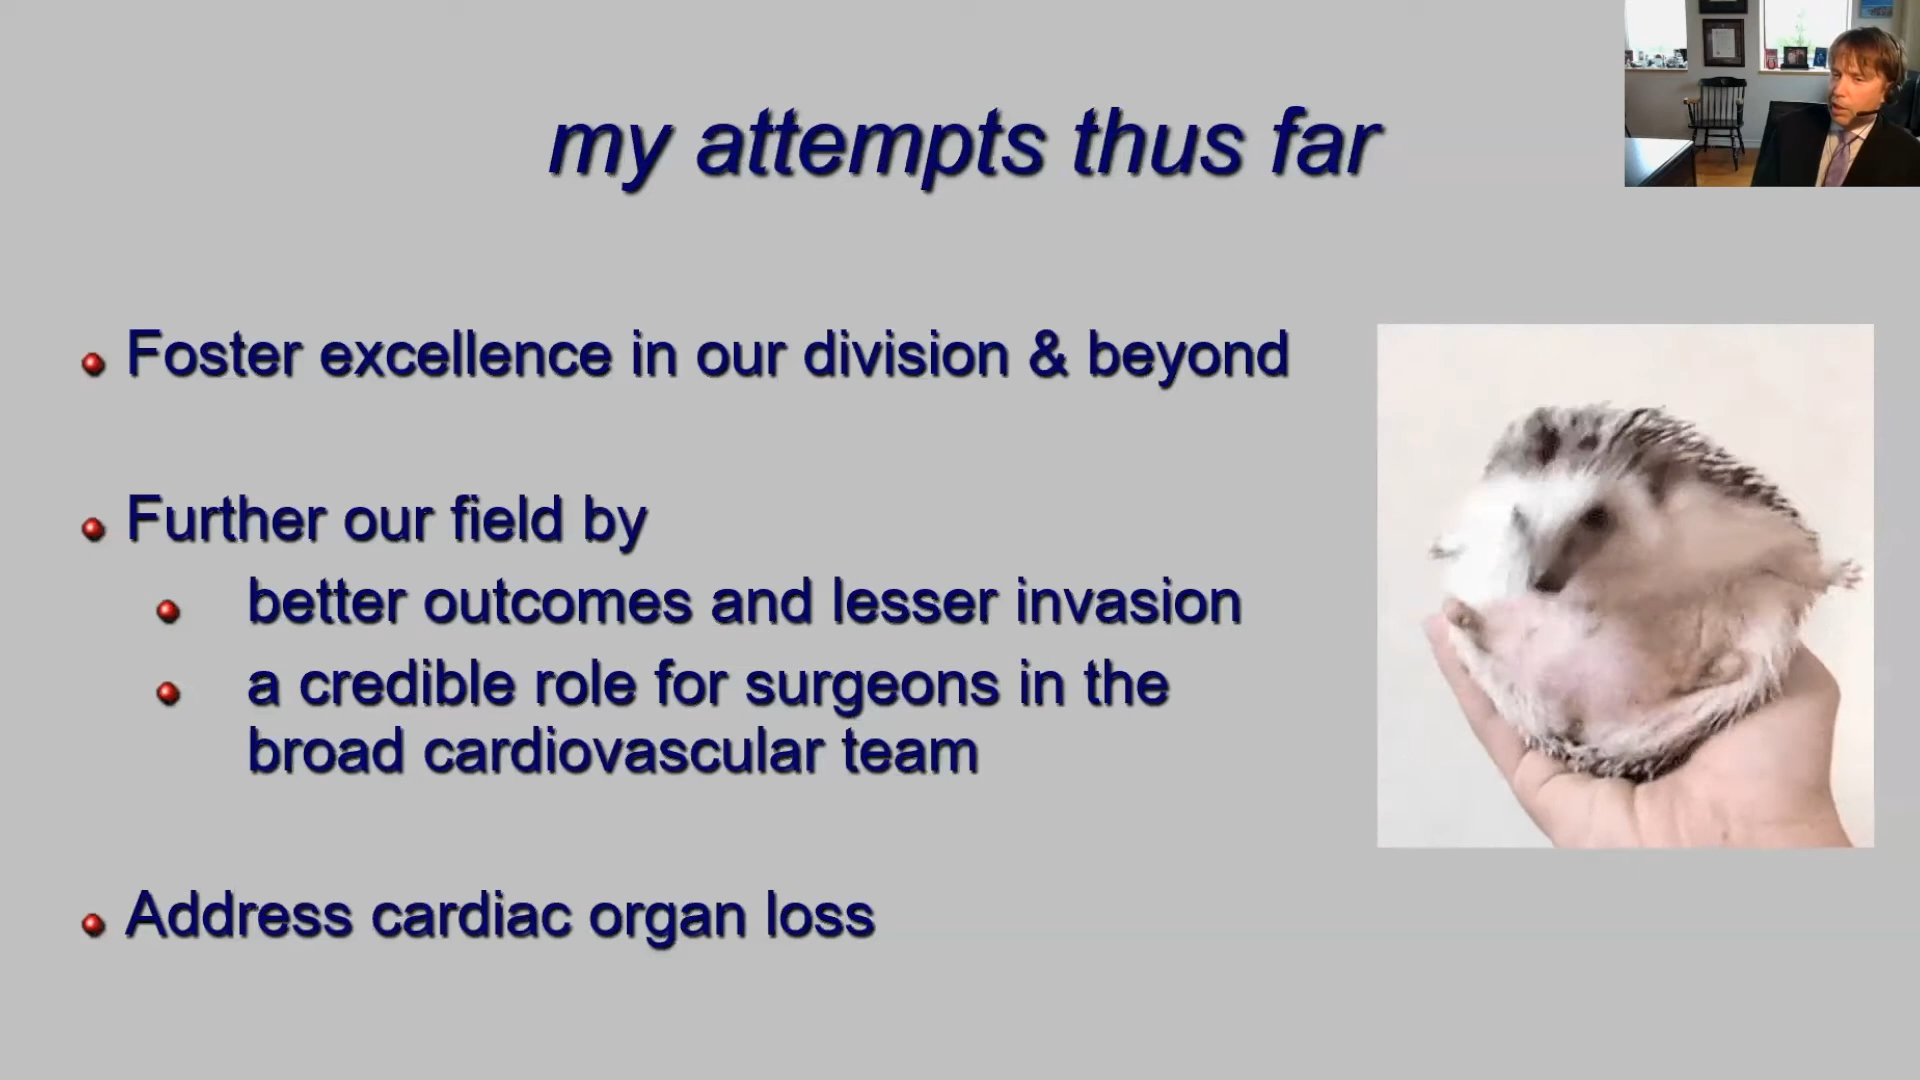 my attempts thus far
Foster excellence in our division & beyond
Further our field by
better outcomes and lesser invasion
a credible role for surgeons in the
broad cardiovascular team
Address cardiac organ loss